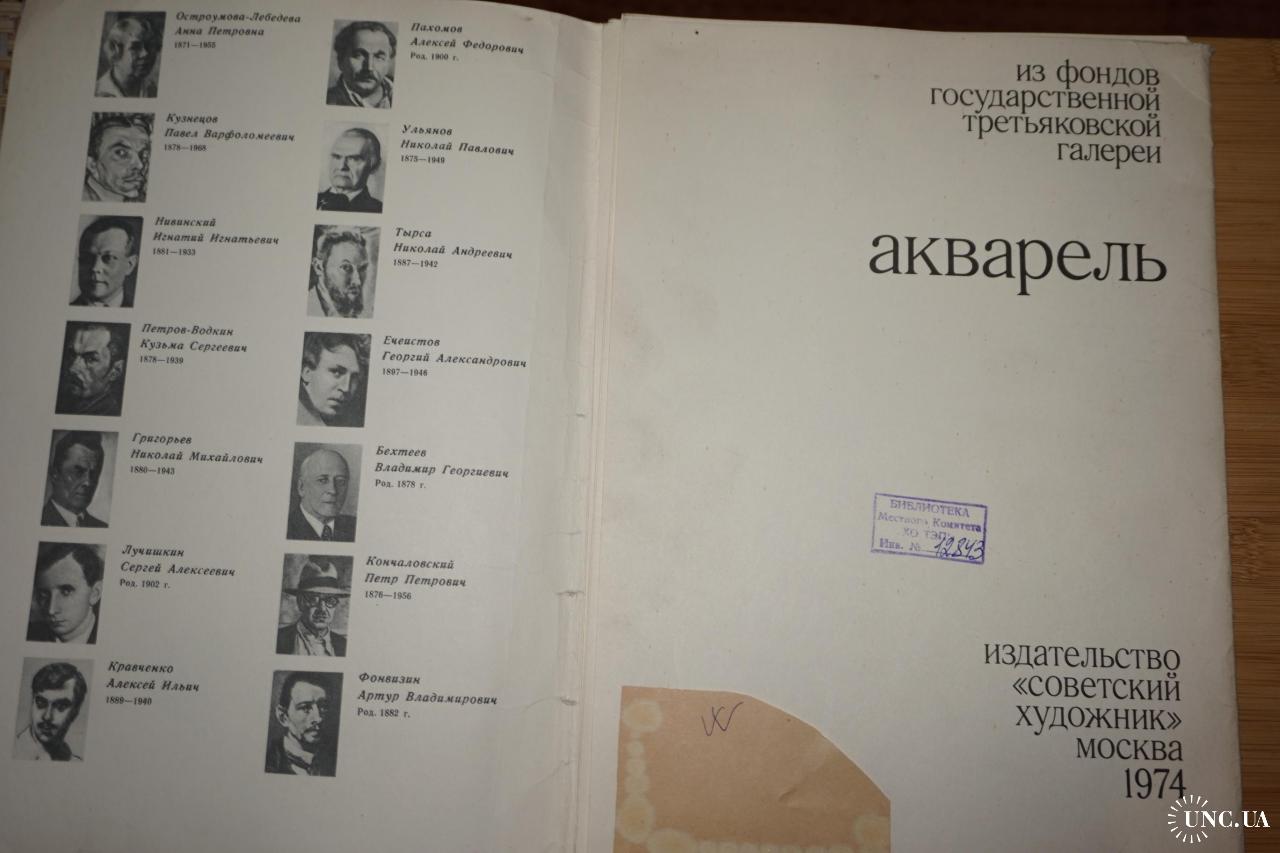 Остроумова-Лебедева
Анна Петровна
1871—1955
Кузнецов
Павел Варфоломеевич
1878—1968
Нивинский
Игнатий Игнатьевич
1881—1933
Петров-Водкин
Кузьма Сергеевич
1878—1939
Григорьев
Николай Михайлович
1880—1943
Лучишкин
Сергей Алексеевич
Род. 1902 г.
Кравченко
Алексей Ильич
1889—1940
Пахомов
Алексей Федорович
Род. 1900 г.
Ульянов
Николай Павлович
1875—1949
Тырса
Николай Андреевич
1887—1942
Ечеистов
Георгий Александрович
1897—1946
Бехтеев
Владимир Георгиевич
Род. 1878 г.
Кончаловский
Петр Петрович
1876—1956
Фонвизин
Артур Владимирович
Род. 1882 г.
из фондов
государственной
третьяковской
галереи
акварель
БИБЛИОТЕКА
Местного Комитета
ХО ТЭП
Инв. № 12843
издательство
«советский
художник»
москва
1974
UNC.UA